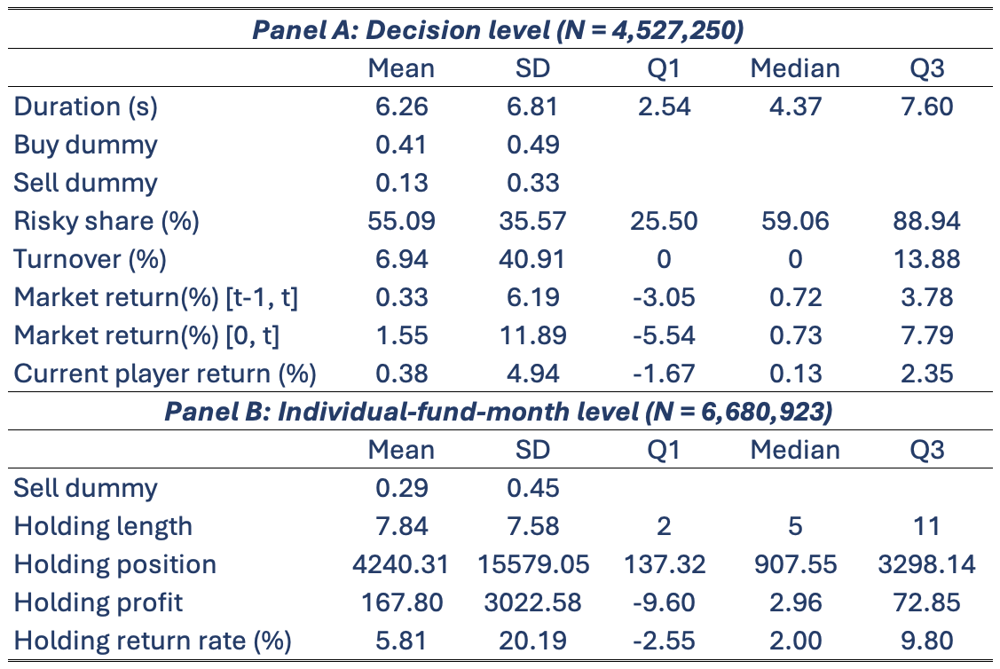 Panel A: Decision level (N = 4,527,250)
Mean SD Q1 Median Q3
Duration (s) 6.26 6.81 2.54 4.37 7.60
Buy dummy 0.41 0.49
Sell dummy 0.13 0.33
Risky share (%) 55.09 35.57 25.50 59.06 88.94
Turnover (%) 6.94 40.91 0 0 13.88
Market return(%) [t-1, t] 0.33 6.19 -3.05 0.72 3.78
Market return(%) [0, t] 1.55 11.89 -5.54 0.73 7.79
Current player return (%) 0.38 4.94 -1.67 0.13 2.35
Panel B: Individual-fund-month level (N = 6,680,923)
Mean SD Q1 Median Q3
Sell dummy 0.29 0.45
Holding length 7.84 7.58 2 5 11
Holding position 4240.31 15579.05 137.32 907.55 3298.14
Holding profit 167.80 3022.58 -9.60 2.96 72.85
Holding return rate (%) 5.81 20.19 -2.55 2.00 9.80